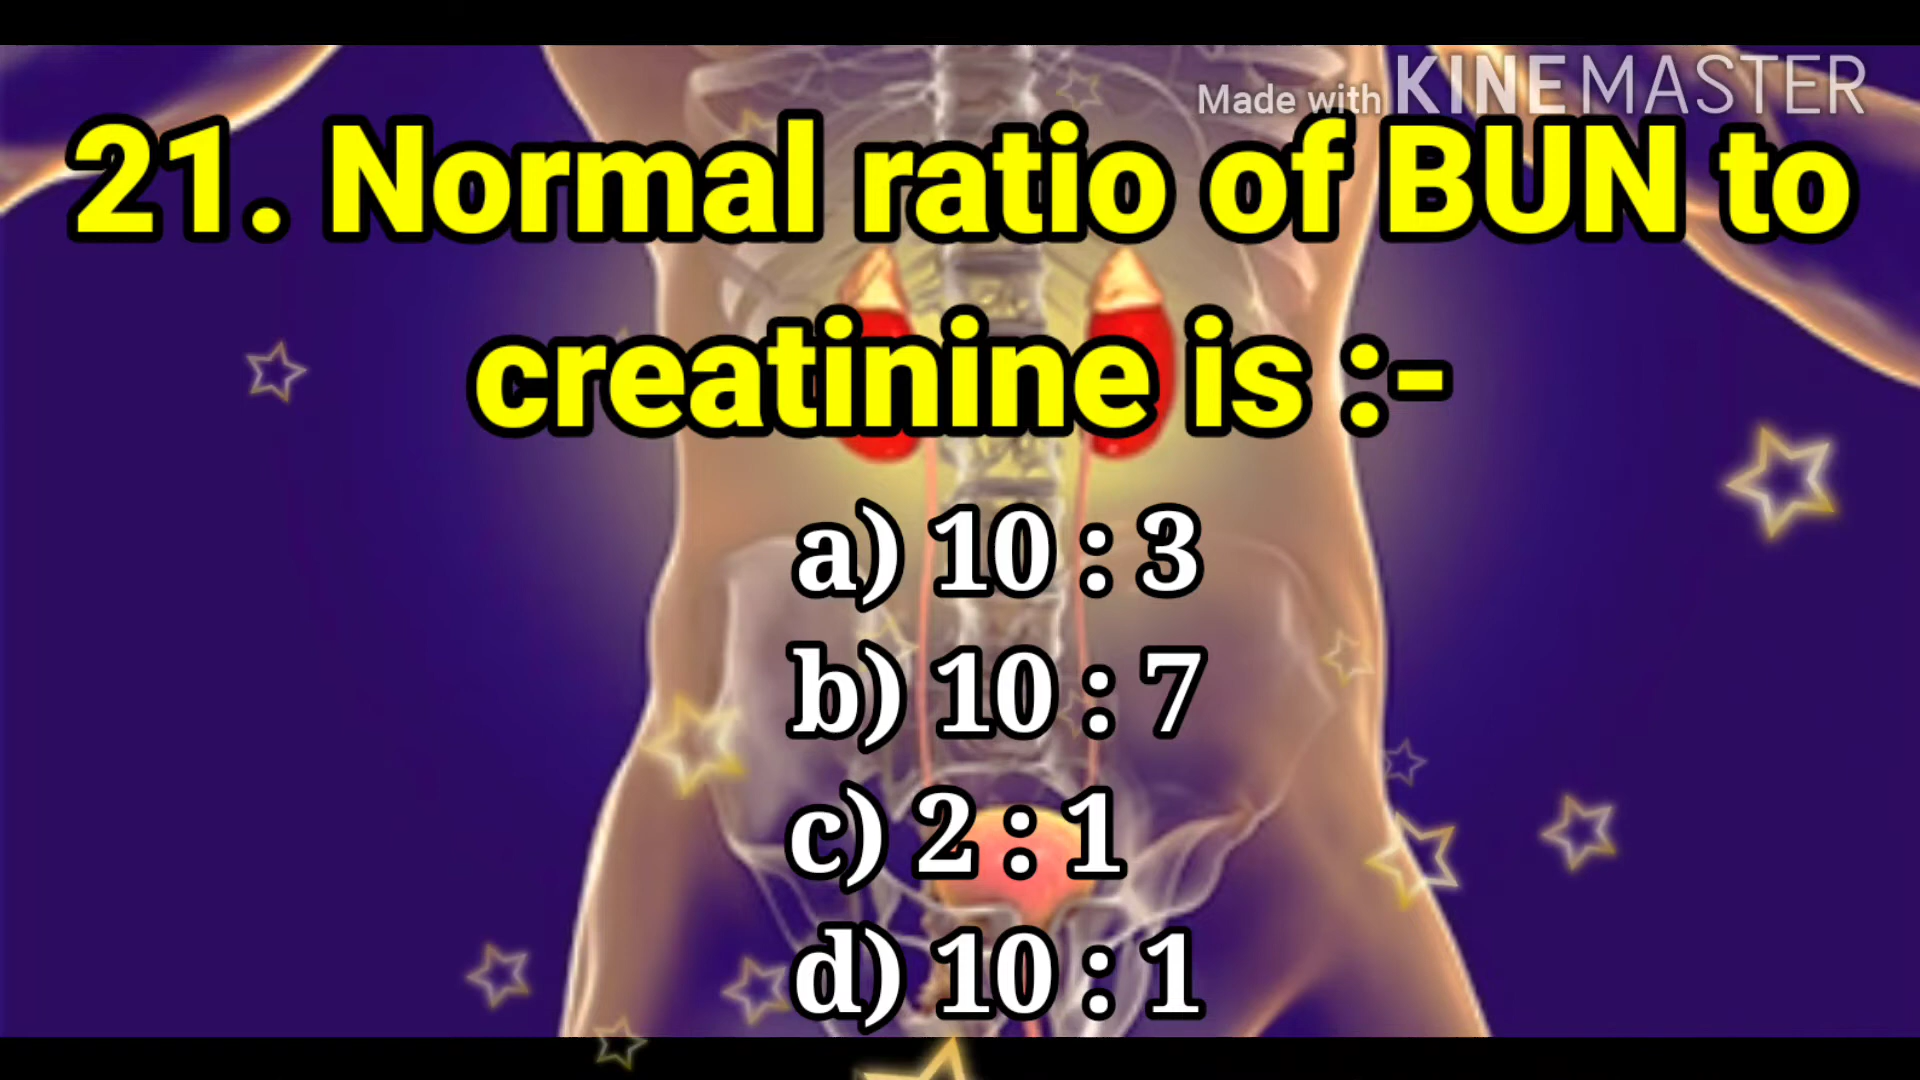 Made with KINEMASTER
21. Normal ratio of BUN to
creatinine is :-
a) 10 : 3
b) 10 : 7
c) 2 : 1
d) 10 : 1